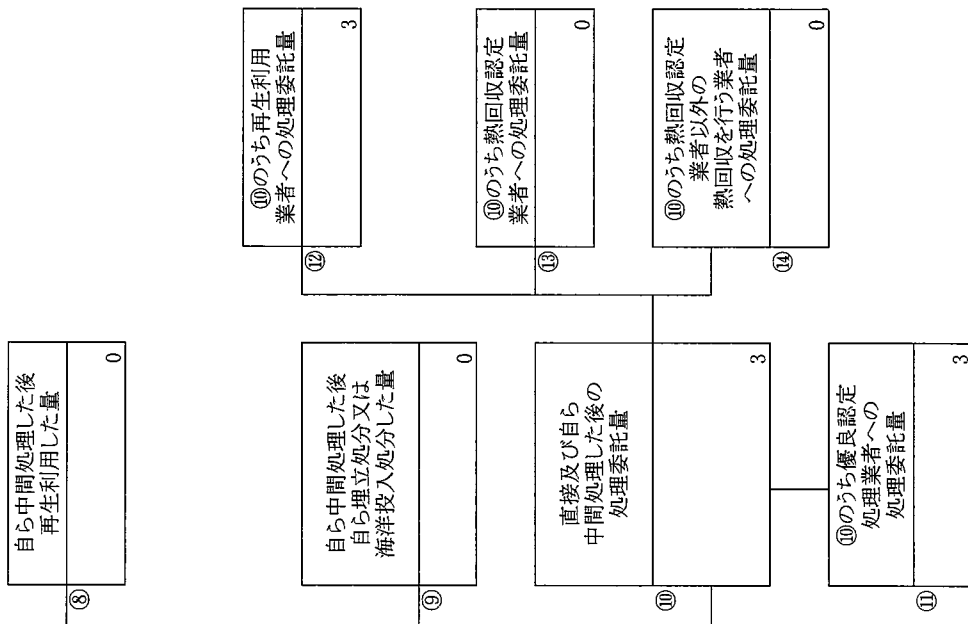 ⑧
自ら中間処理した後
再生利用した量
0
⑨
自ら中間処理した後
自ら埋立処分又は
海洋投入処分した量
0
⑩
直接及び自ら
中間処理した後の
処理委託量
3
⑪
⑩のうち優良認定
処理業者への
処理委託量
3
⑫
⑩のうち再生利用
業者への処理委託量
3
⑬
⑩のうち熱回収認定
業者への処理委託量
0
⑭
⑩のうち熱回収認定
業者以外の
熱回収を行う業者
への処理委託量
0